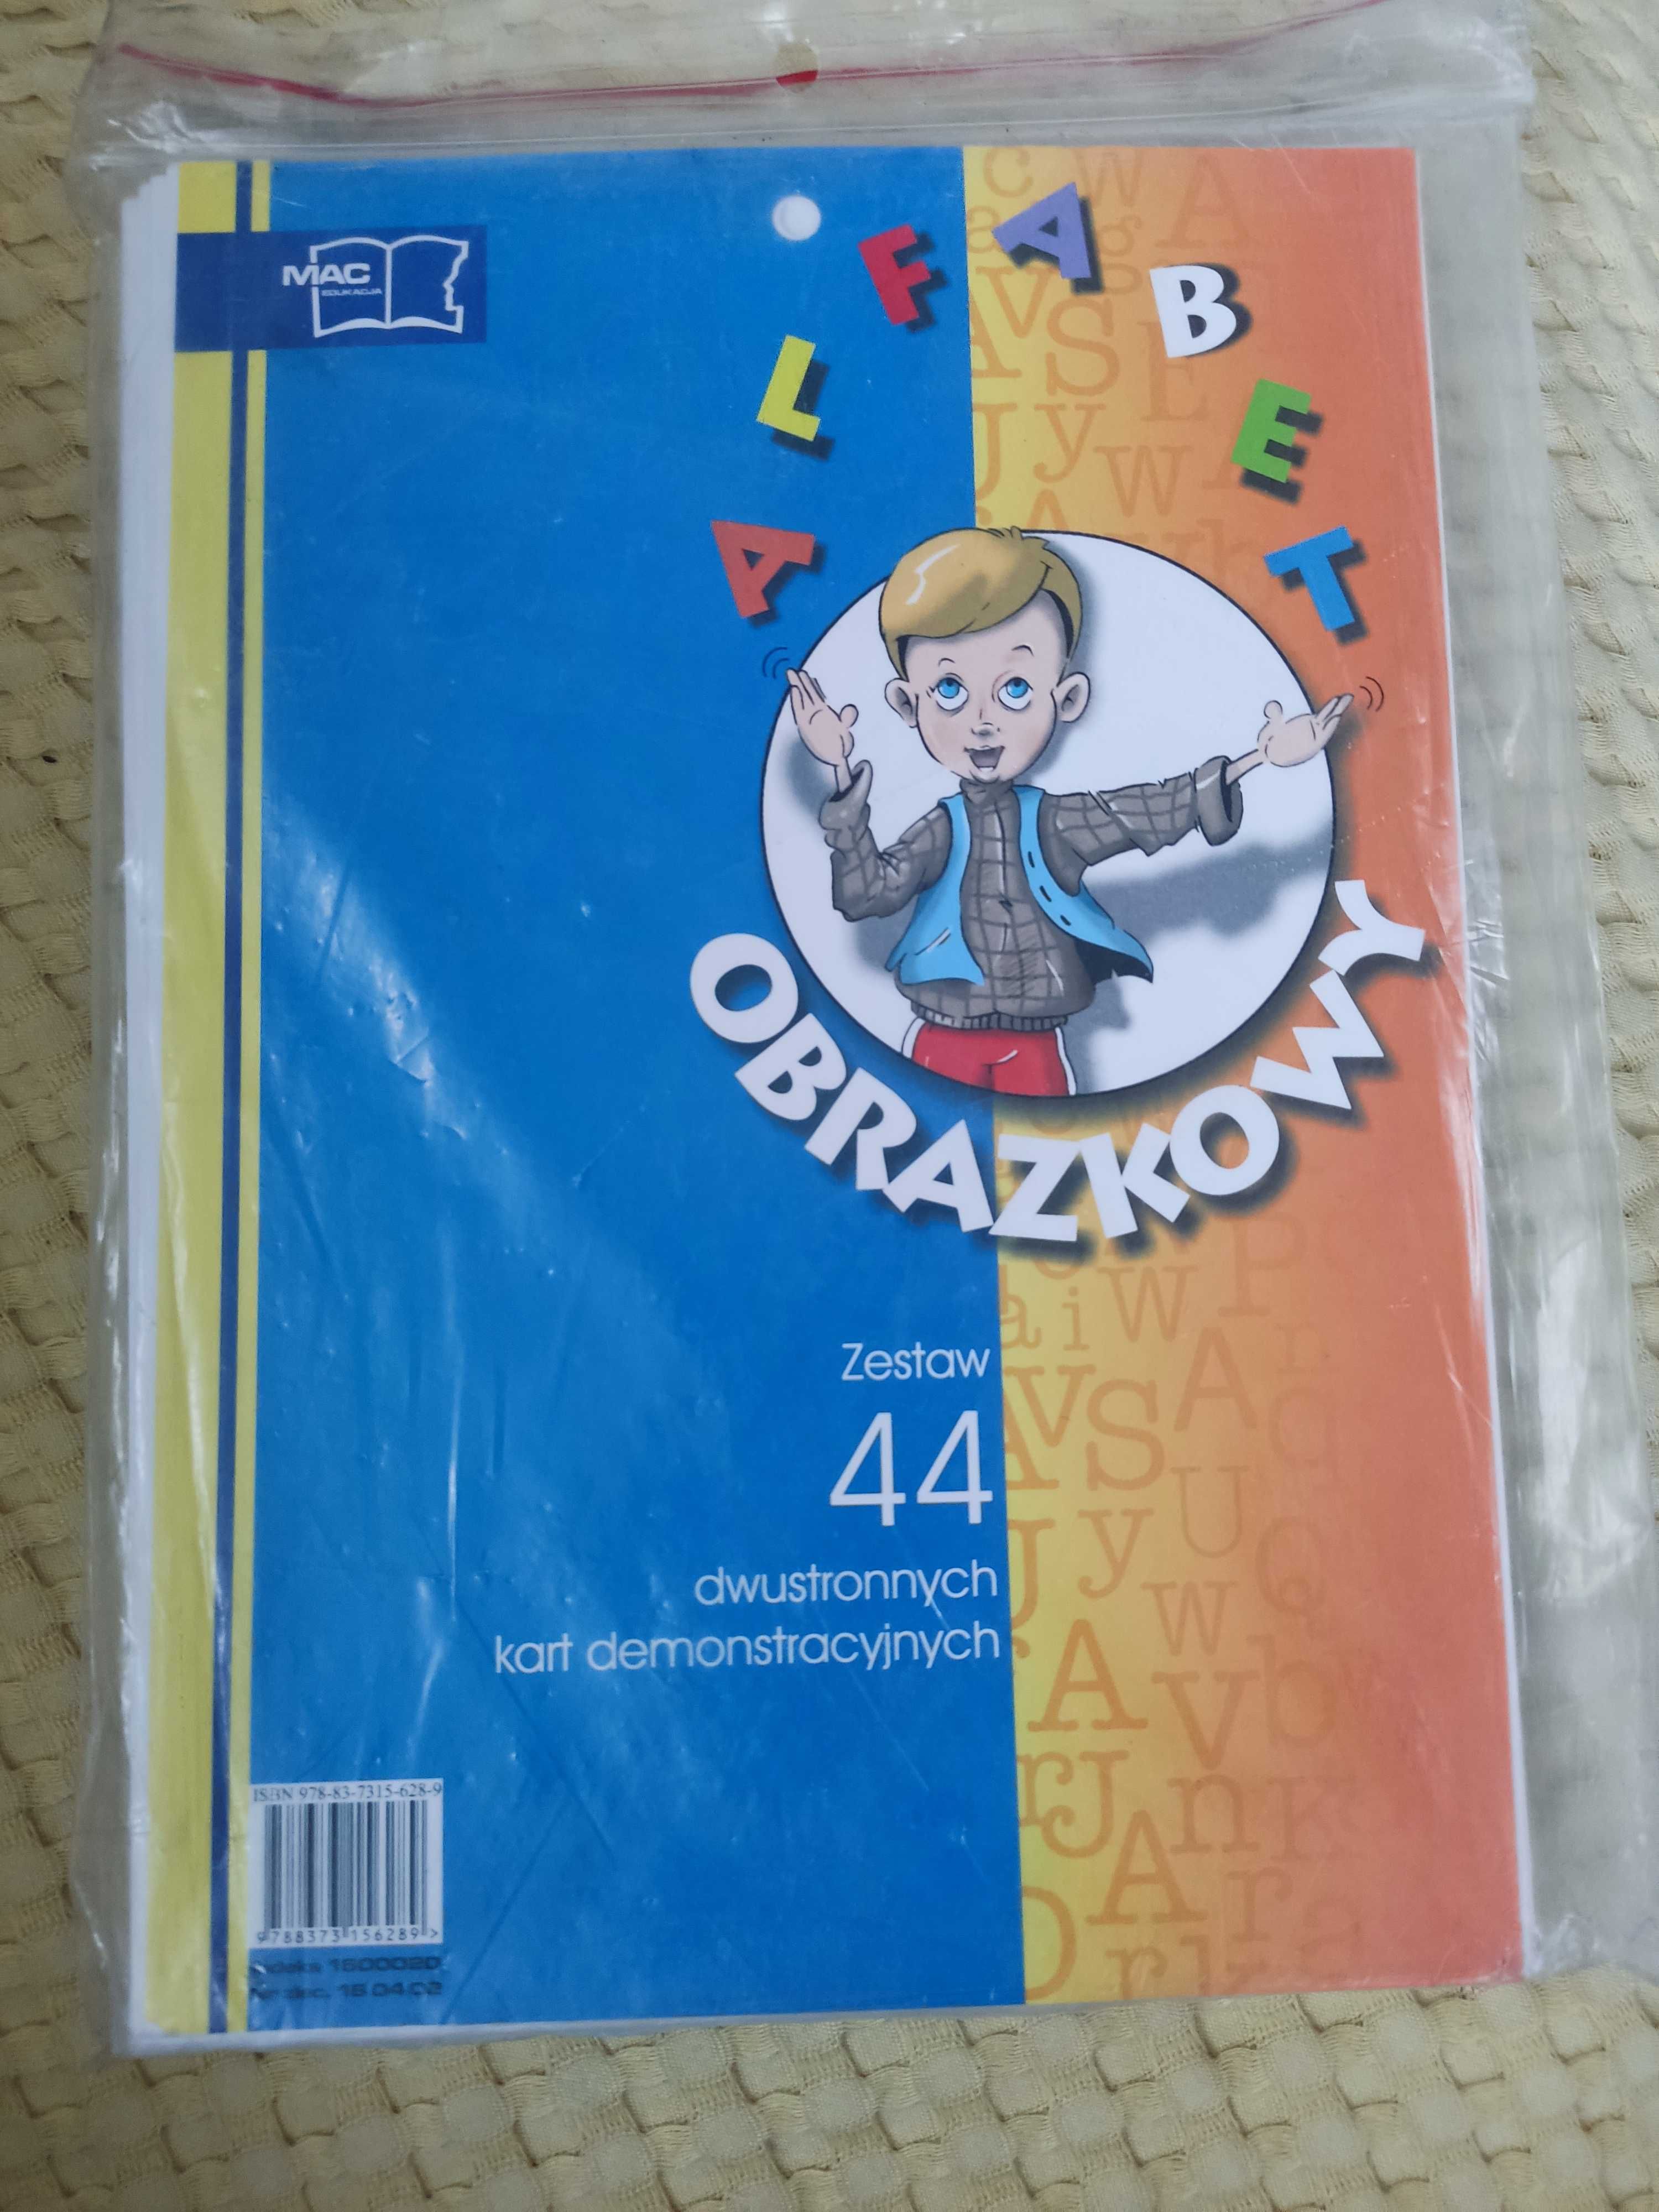 MAC
EDUKACJA
ALFABET
OBRAZKOWY
Zestaw
44
dwustronnych
kart demonstracyjnych
ISBN 978-83-7315-628-9
9788373156289>